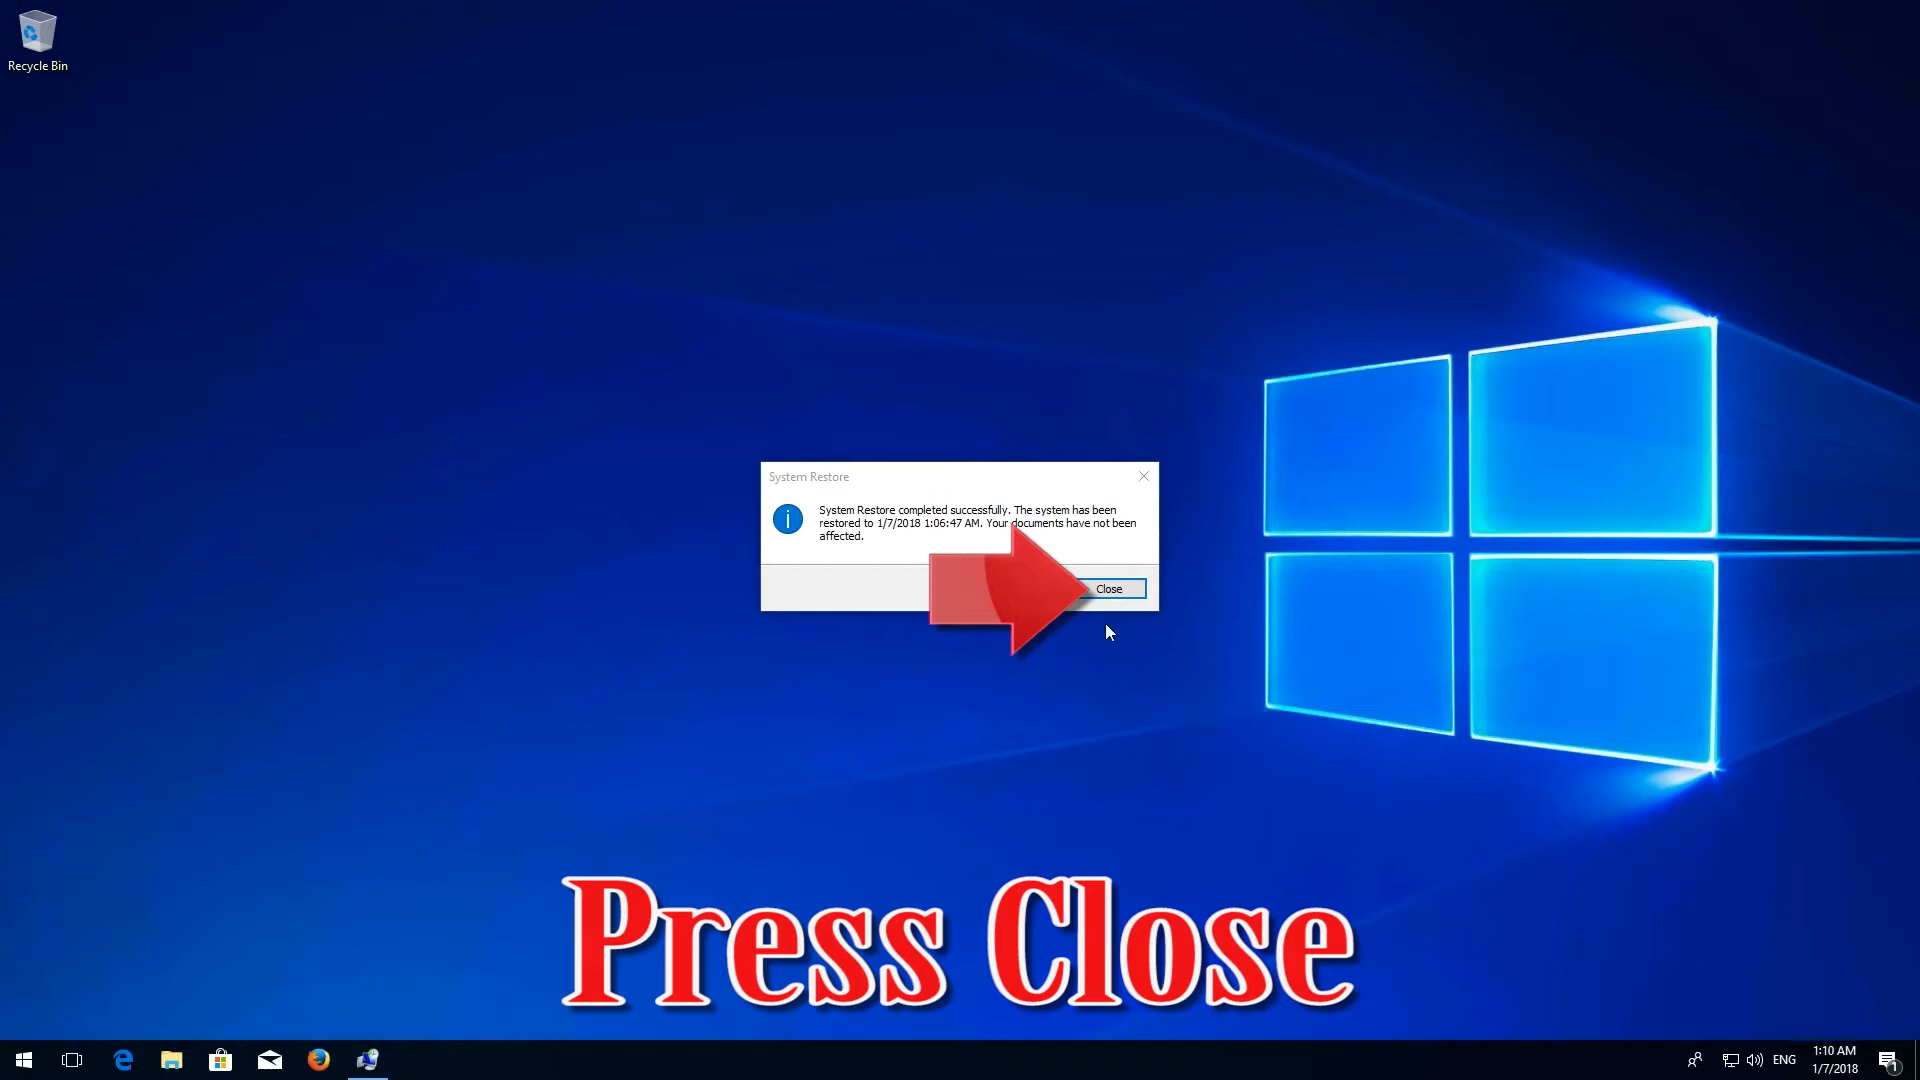 Recycle Bin
System Restore
System Restore completed successfully. The system has been
restored to 1/7/2018 1:06:47 AM. Your documents have not been
affected.
Close
Press Close
ENG
1:10 AM
1/7/2018
1